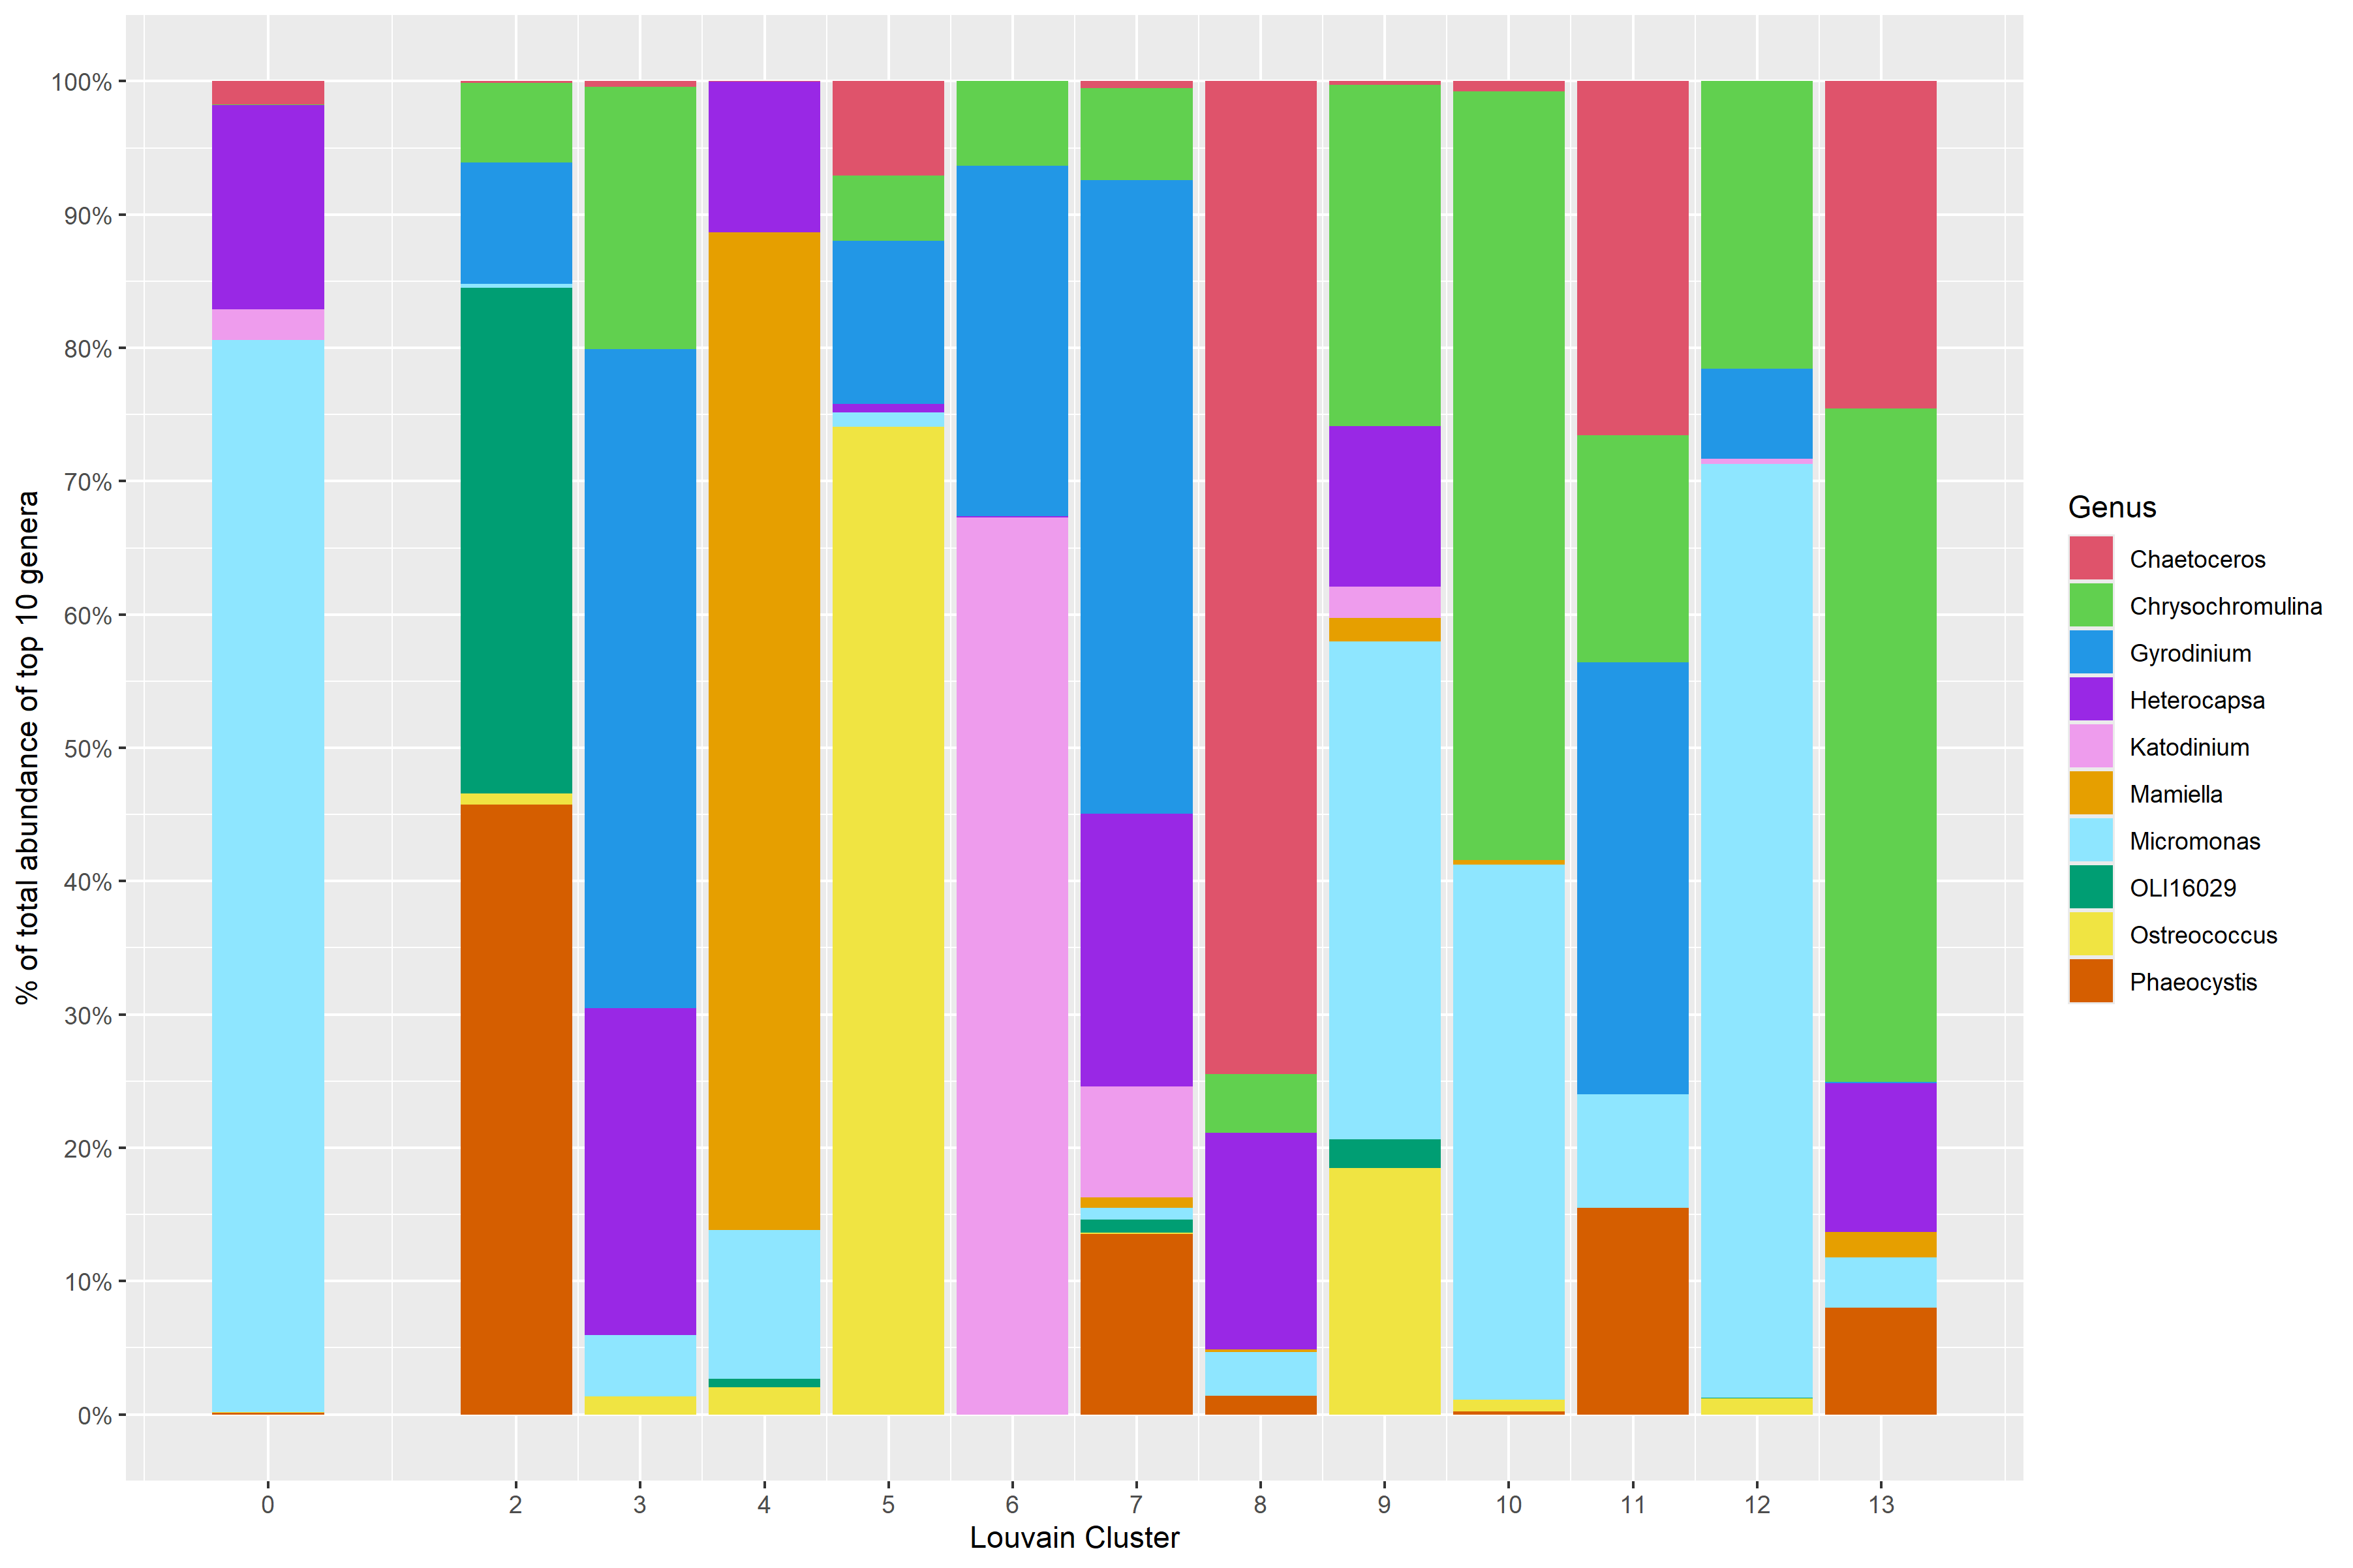 % of total abundance of top 10 genera
100%
90%
80%
70%
60%
50%
40%
30%
20%
10%
0%
0 2 3 4 5 6 7 8 9 10 11 12 13
Louvain Cluster
Genus
Chaetoceros
Chrysochromulina
Gyrodinium
Heterocapsa
Katodinium
Mamiella
Micromonas
OLI16029
Ostreococcus
Phaeocystis